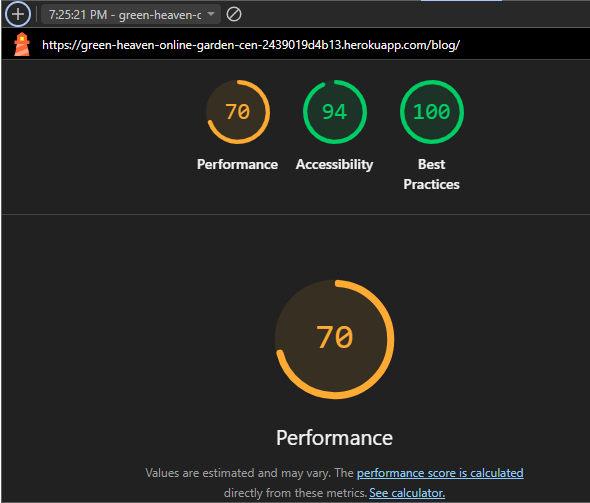 7:25:21 PM - green-heaven-c
https://green-heaven-online-garden-cen-2439019d4b13.herokuapp.com/blog/
70 94 100
Performance Accessibility Best
Practices
70
Performance
Values are estimated and may vary. The performance score is calculated
directly from these metrics. See calculator.